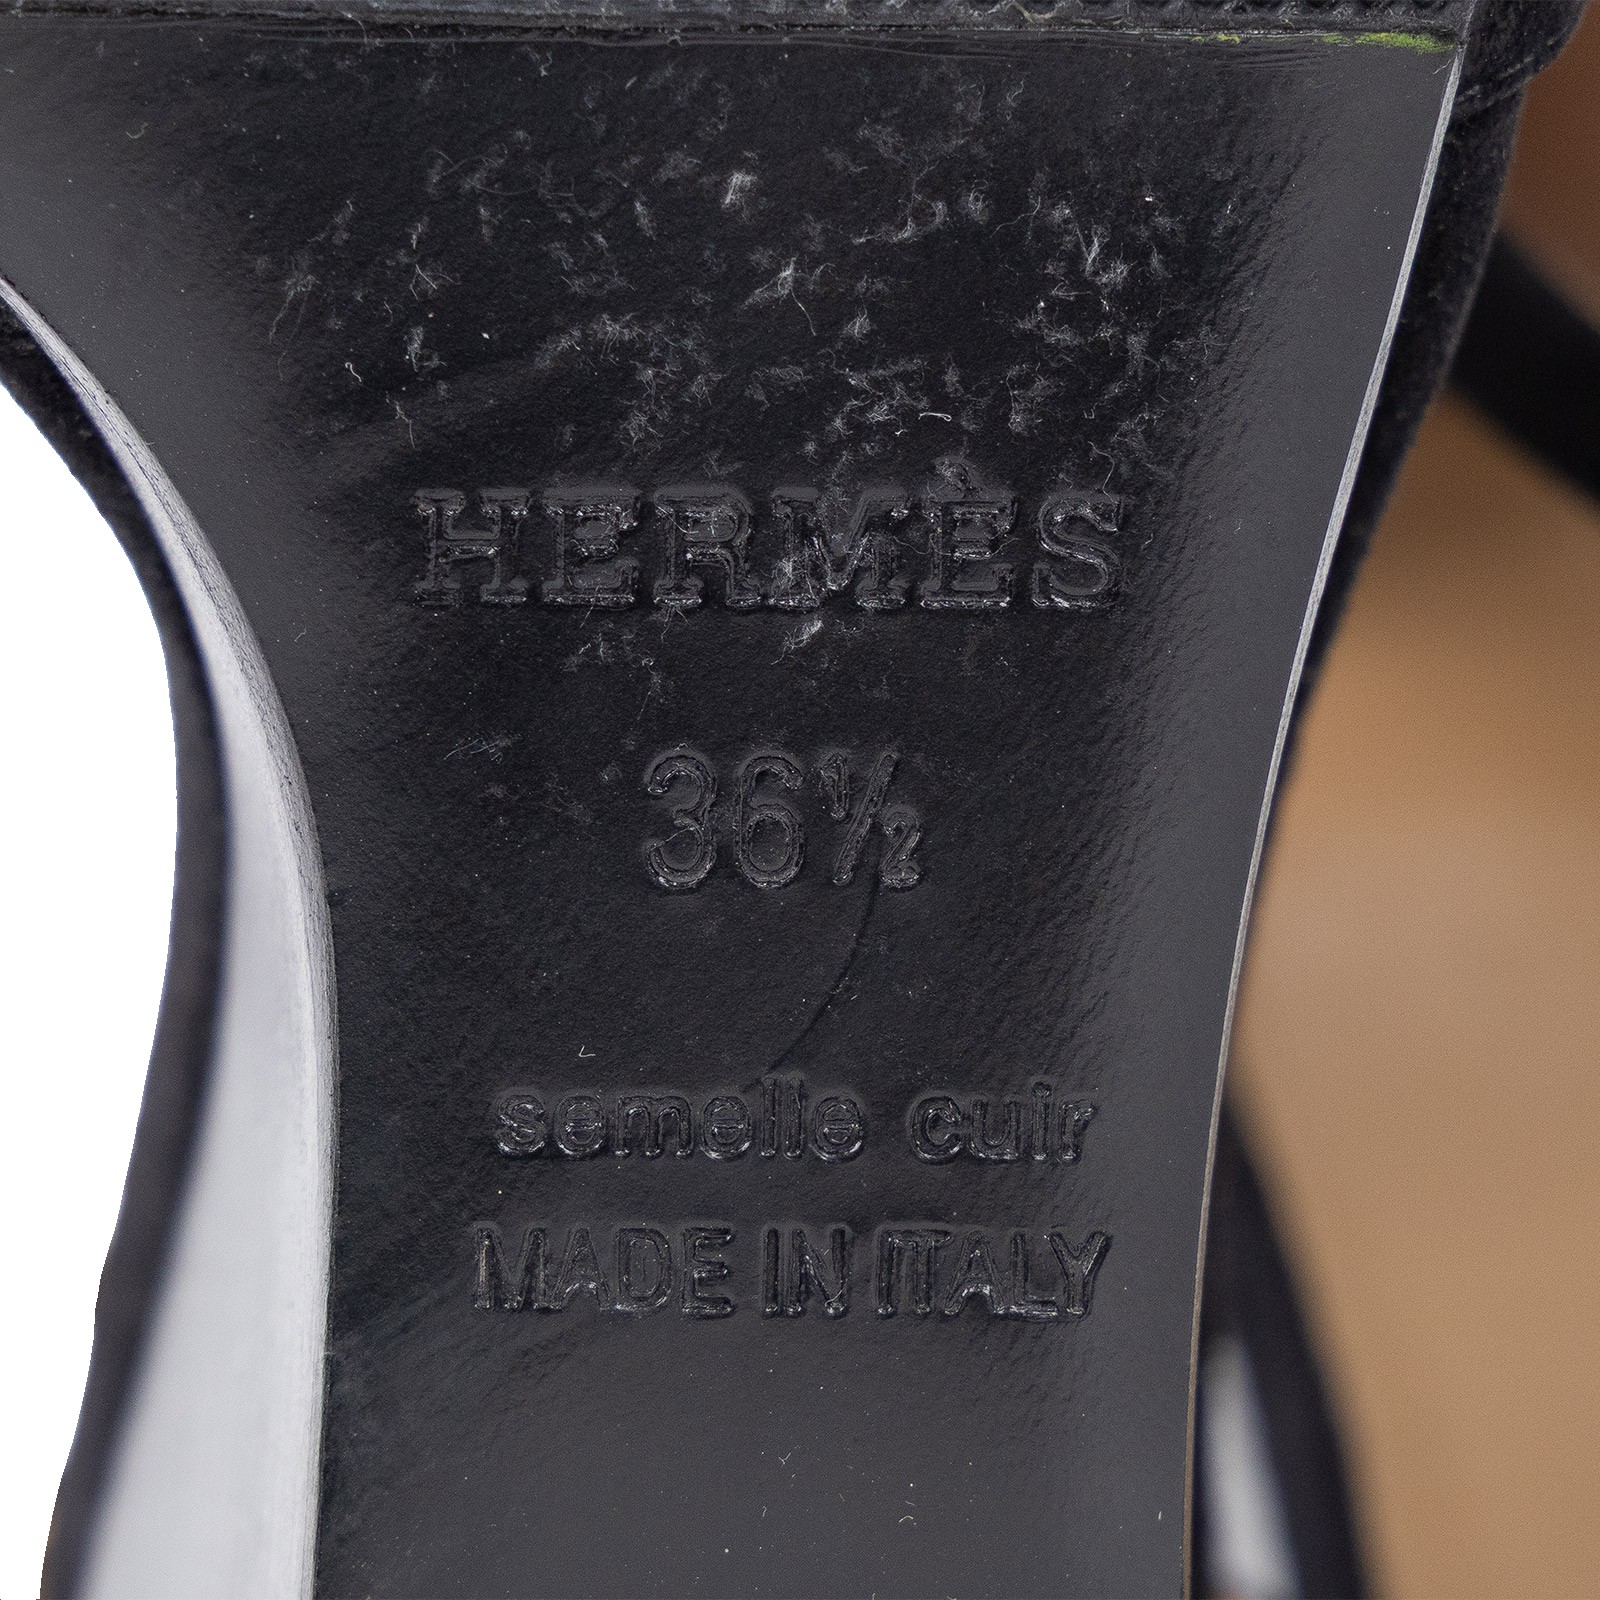 HERMÈS
36½
semelle cuir
MADE IN ITALY